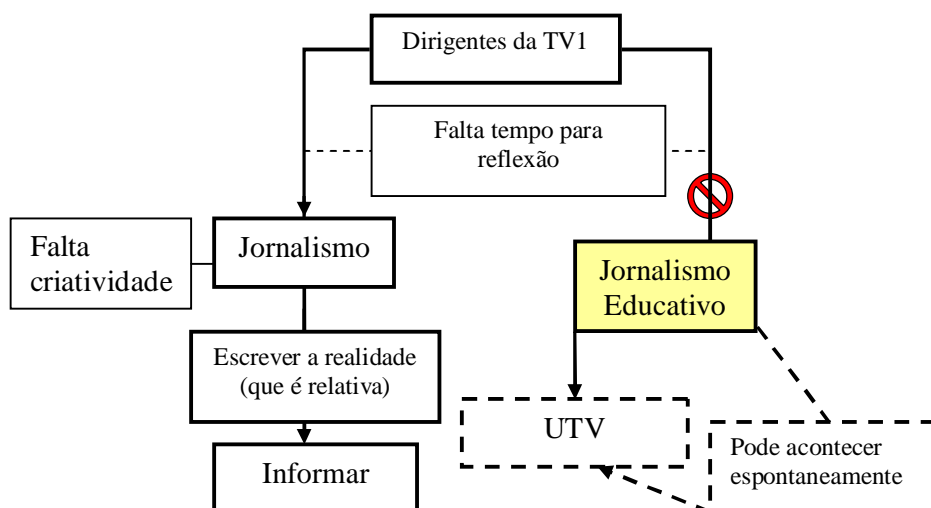 Dirigentes da TV1
Falta tempo para
reflexão
Falta
criatividade
Jornalismo
Jornalismo
Educativo
Escrever a realidade
(que é relativa)
UTV
Informar
Pode acontecer
espontaneamente